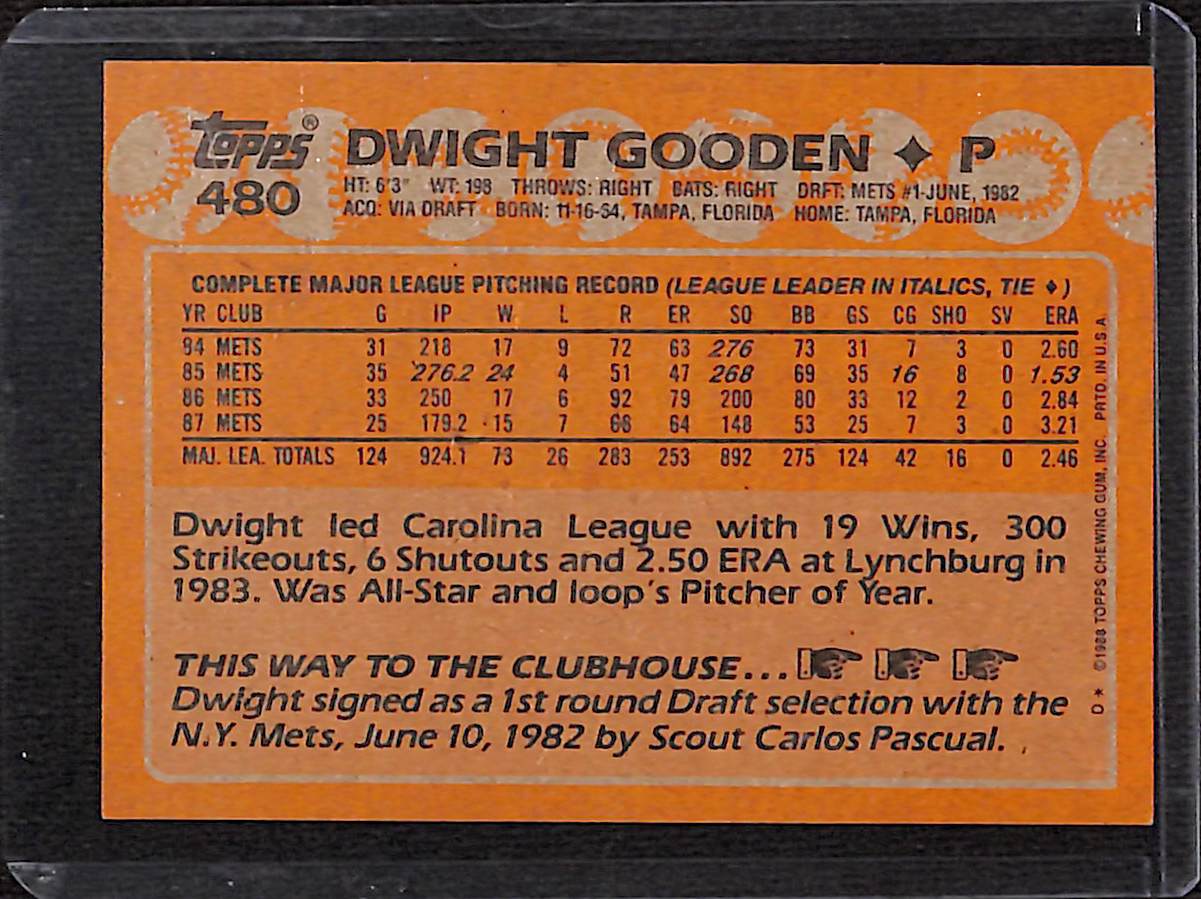 Topps® DWIGHT GOODEN ✦ P
480 HT: 6'3" WT: 198 THROWS: RIGHT BATS: RIGHT DRFT: METS #1-JUNE, 1982
ACQ: VIA DRAFT BORN: 11-16-64, TAMPA, FLORIDA HOME: TAMPA, FLORIDA
COMPLETE MAJOR LEAGUE PITCHING RECORD (LEAGUE LEADER IN ITALICS, TIE ♦)
YR CLUB G IP W L R ER SO BB GS CG SHO SV ERA
84 METS 31 218 17 9 72 63 276 73 31 7 3 0 2.60
85 METS 35 276.2 24 4 51 47 268 69 35 16 8 0 1.53
86 METS 33 250 17 6 92 79 200 80 33 12 2 0 2.84
87 METS 25 179.2 15 7 68 64 148 53 25 7 3 0 3.21
MAJ. LEA. TOTALS 124 924.1 73 26 283 253 892 275 124 42 16 0 2.46
Dwight led Carolina League with 19 Wins, 300
Strikeouts, 6 Shutouts and 2.50 ERA at Lynchburg in
1983. Was All-Star and loop's Pitcher of Year.
THIS WAY TO THE CLUBHOUSE...
Dwight signed as a 1st round Draft selection with the
N.Y. Mets, June 10, 1982 by Scout Carlos Pascual.
D* ©1988 TOPPS CHEWING GUM, INC. PRTD. IN U.S.A.